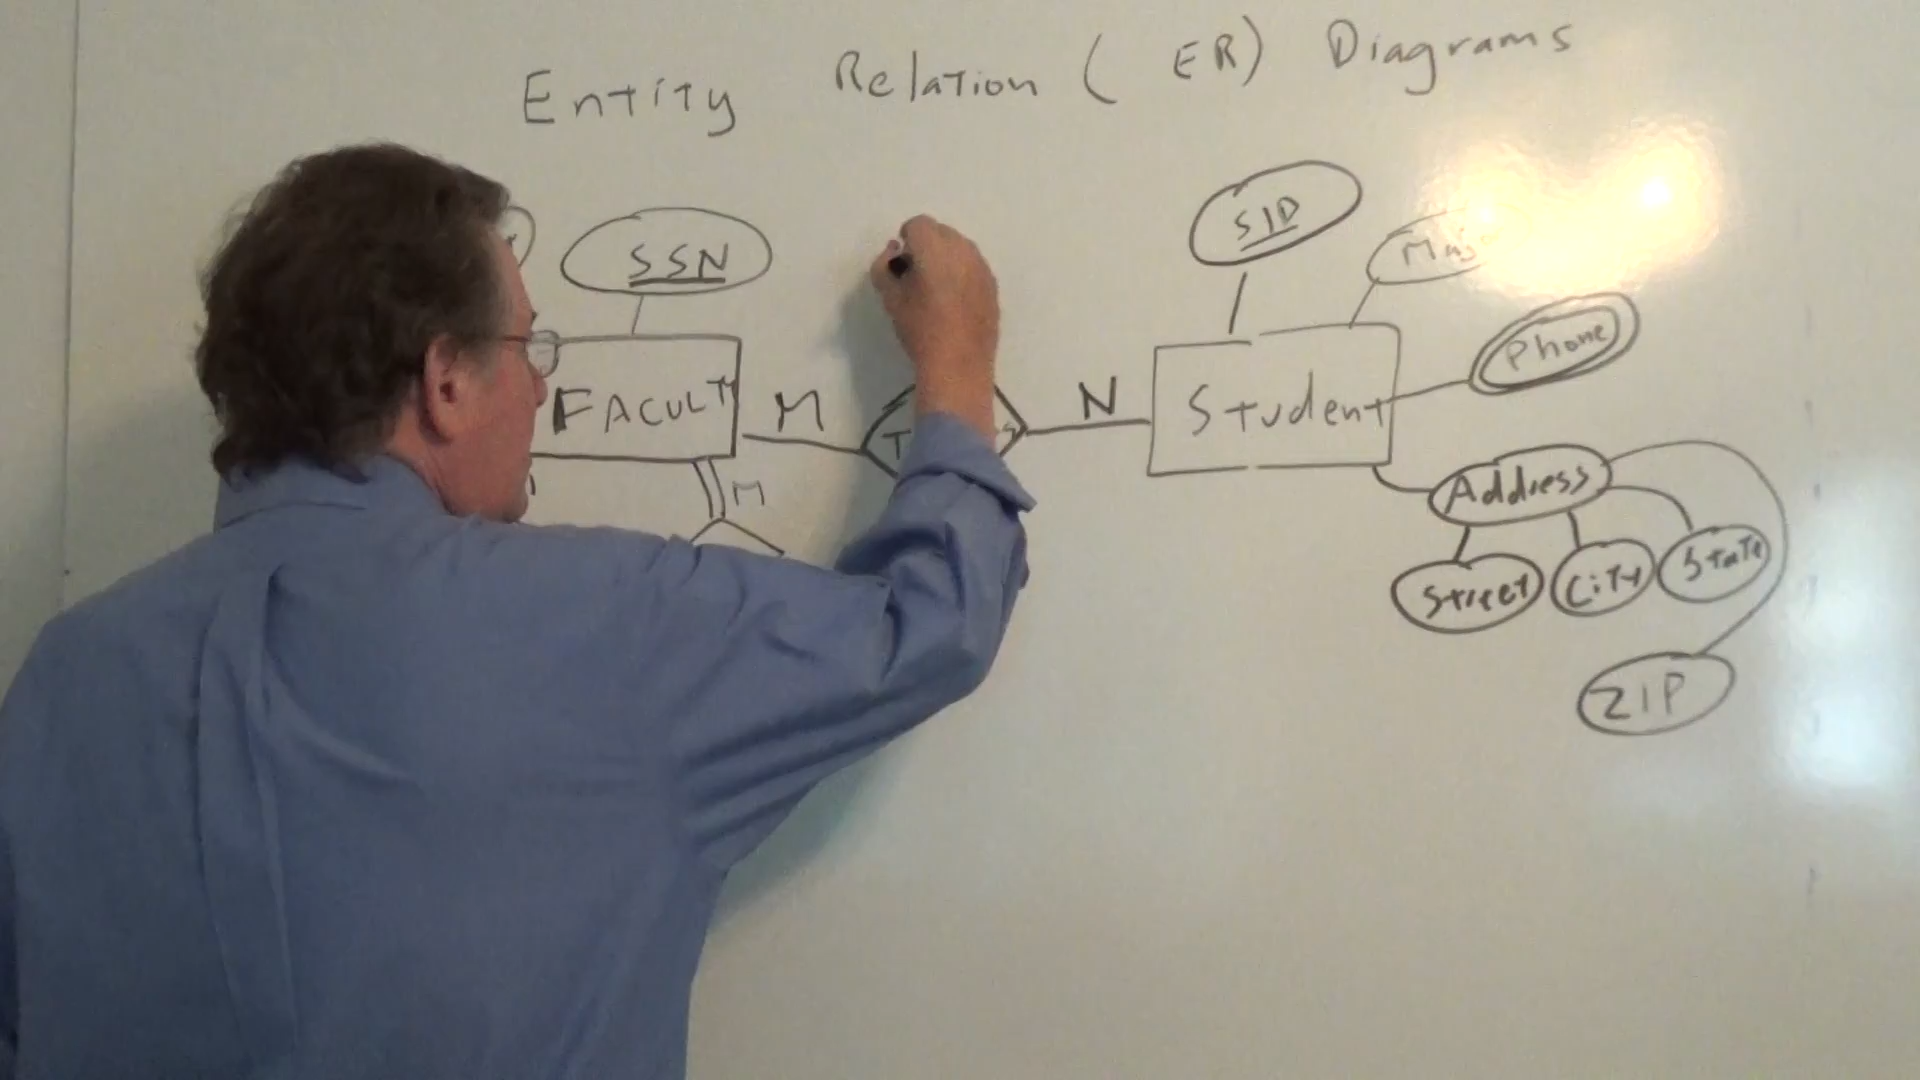 Entity Relation (ER) Diagrams
SSN
SID
Phone
FACULTY
M
N
Student
M
Address
Street
City
State
ZIP